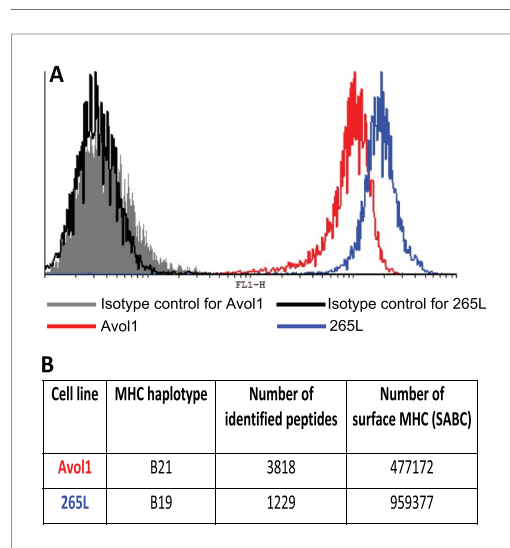 A
FL1-H
Isotype control for Avol1
Isotype control for 265L
Avol1
265L
B
Cell line MHC haplotype Number of identified peptides Number of surface MHC (SABC)
Avol1 B21 3818 477172
265L B19 1229 959377